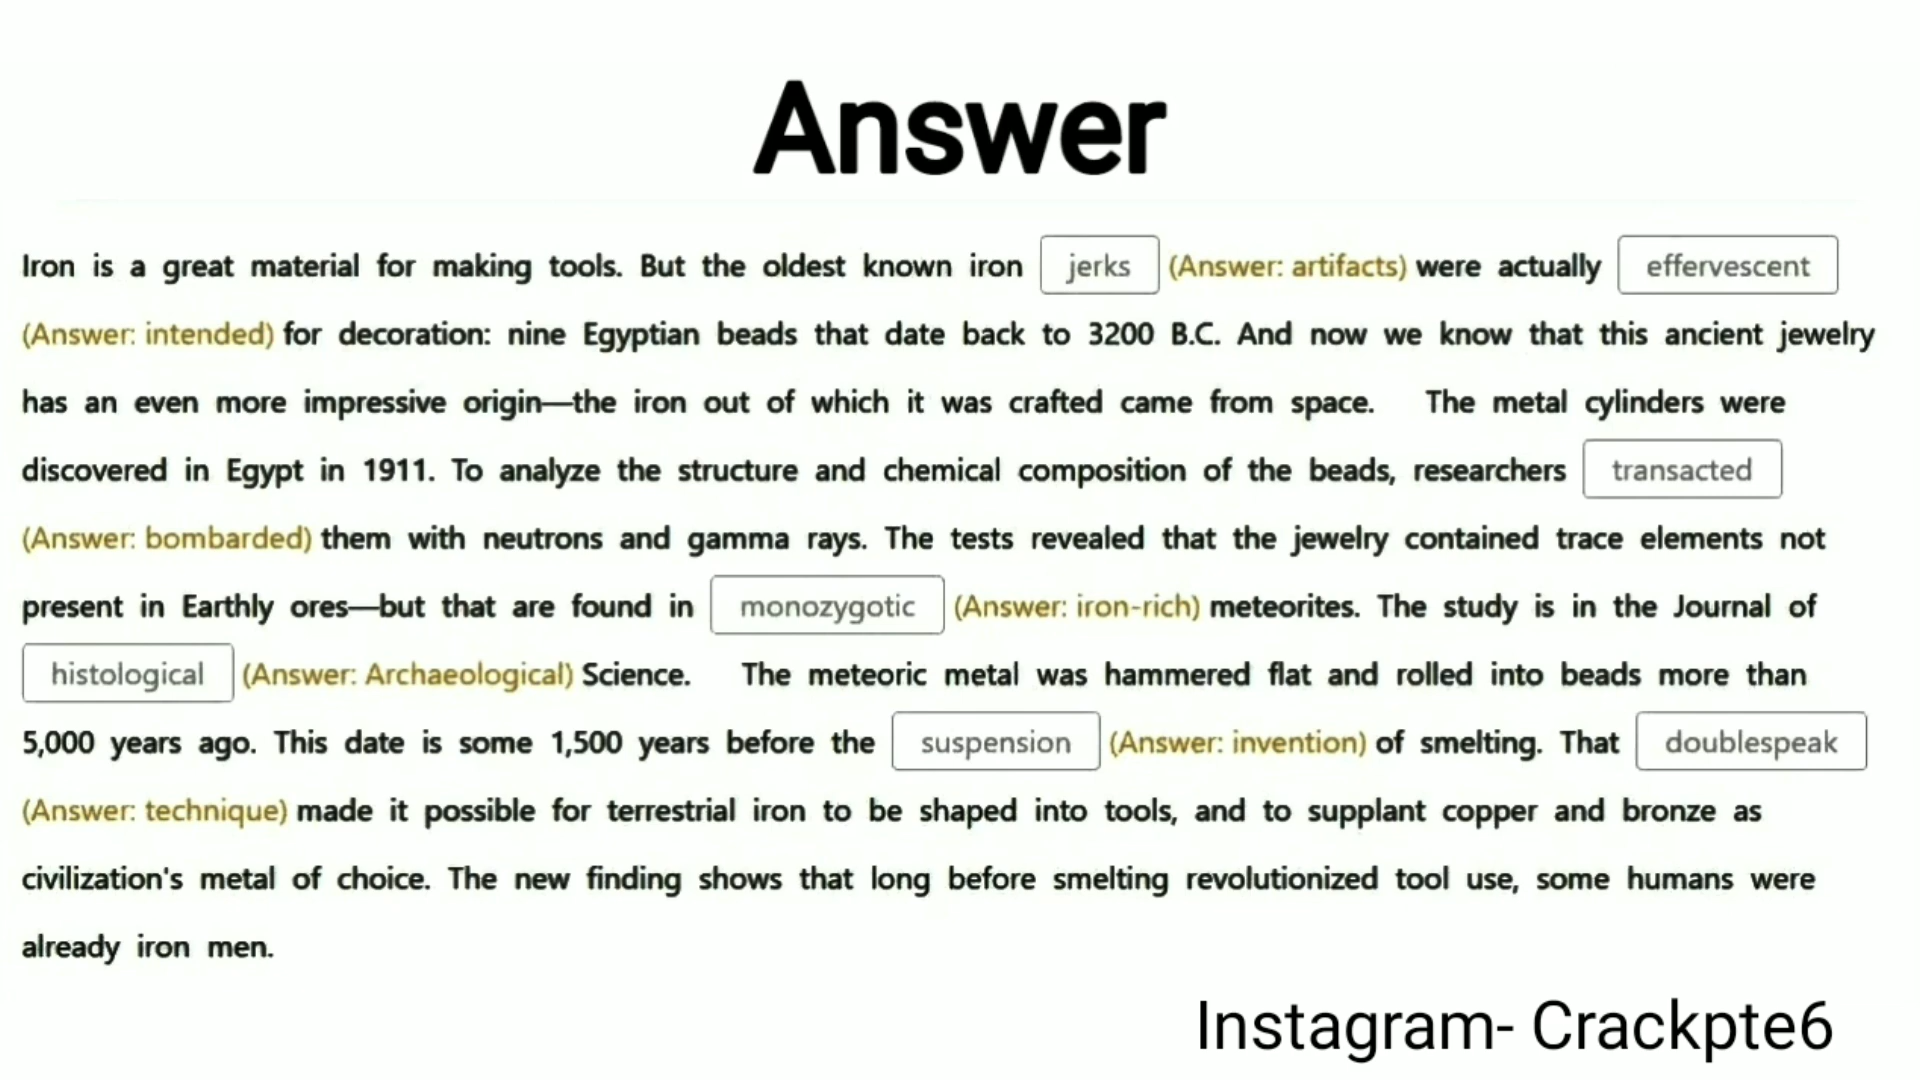 Answer
Iron is a great material for making tools. But the oldest known iron jerks (Answer: artifacts) were actually effervescent
(Answer: intended) for decoration: nine Egyptian beads that date back to 3200 B.C. And now we know that this ancient jewelry
has an even more impressive origin—the iron out of which it was crafted came from space. The metal cylinders were
discovered in Egypt in 1911. To analyze the structure and chemical composition of the beads, researchers transacted
(Answer: bombarded) them with neutrons and gamma rays. The tests revealed that the jewelry contained trace elements not
present in Earthly ores—but that are found in monozygotic (Answer: iron-rich) meteorites. The study is in the Journal of
histological (Answer: Archaeological) Science. The meteoric metal was hammered flat and rolled into beads more than
5,000 years ago. This date is some 1,500 years before the suspension (Answer: invention) of smelting. That doublespeak
(Answer: technique) made it possible for terrestrial iron to be shaped into tools, and to supplant copper and bronze as
civilization's metal of choice. The new finding shows that long before smelting revolutionized tool use, some humans were
already iron men.
Instagram- Crackpte6